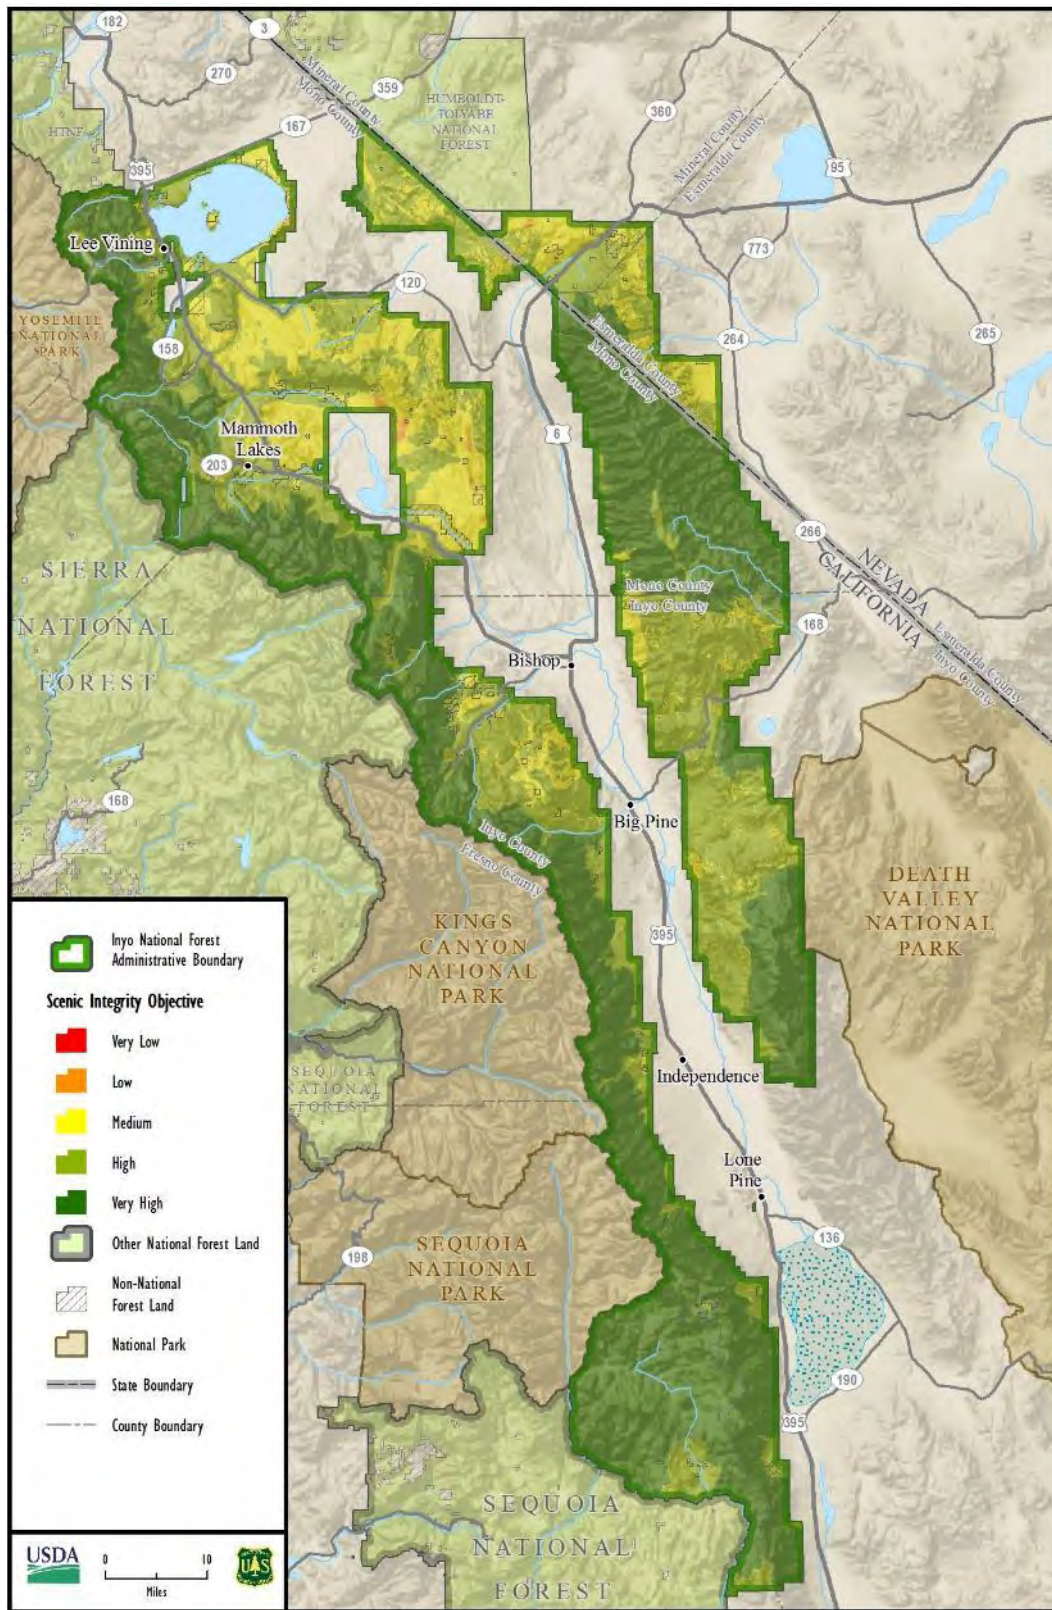 182
3
270
359
Mineral County
Mono County
HUMBOLDT-
TOIYABE
NATIONAL
FOREST
360
Mineral County
Esmeralda County
HTNF
167
395
95
Lee Vining
773
120
YOSEMITE
NATIONAL
PARK
158
264
265
Esmeralda County
Mono County
Mammoth
Lakes
203
6
266
NEVADA
CALIFORNIA
SIERRA
NATIONAL
FOREST
Mono County
Inyo County
168
Esmeralda County
Inyo County
Bishop
168
Big Pine
Inyo County
Fresno County
DEATH
VALLEY
NATIONAL
PARK
KINGS
CANYON
NATIONAL
PARK
395
Inyo National Forest
Administrative Boundary
Scenic Integrity Objective
Very Low
Low
Medium
High
Very High
Other National Forest Land
Non-National
Forest Land
National Park
State Boundary
County Boundary
SEQUOIA
NATIONAL
FOREST
Independence
Lone
Pine
136
198
SEQUOIA
NATIONAL
PARK
190
395
SEQUOIA
NATIONAL
FOREST
USDA
0 10
Miles
U S